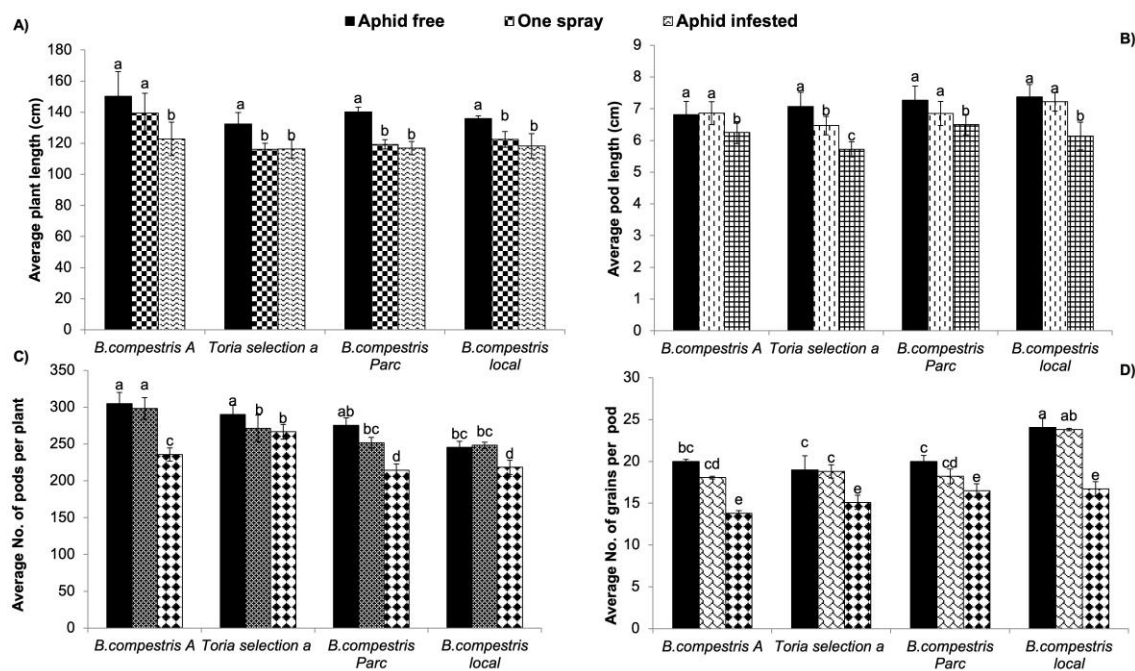 Aphid free One spray Aphid infested
A)
180
160
140
120
100
80
60
40
20
0
Average plant length (cm)
a a b
a b b
a b b
a b b
B.compestris A Toria selection a B.compestris Parc B.compestris local
B)
9
8
7
6
5
4
3
2
1
0
Average pod length (cm)
a a b
a b c
a a b
a a b
B.compestris A Toria selection a B.compestris Parc B.compestris local
C)
350
300
250
200
150
100
50
0
Average No. of pods per plant
a a c
a b b
ab bc d
bc bc d
B.compestris A Toria selection a B.compestris Parc B.compestris local
D)
30
25
20
15
10
5
0
Average No. of grains per pod
bc cd e
c c e
c cd e
a ab e
B.compestris A Toria selection a B.compestris Parc B.compestris local